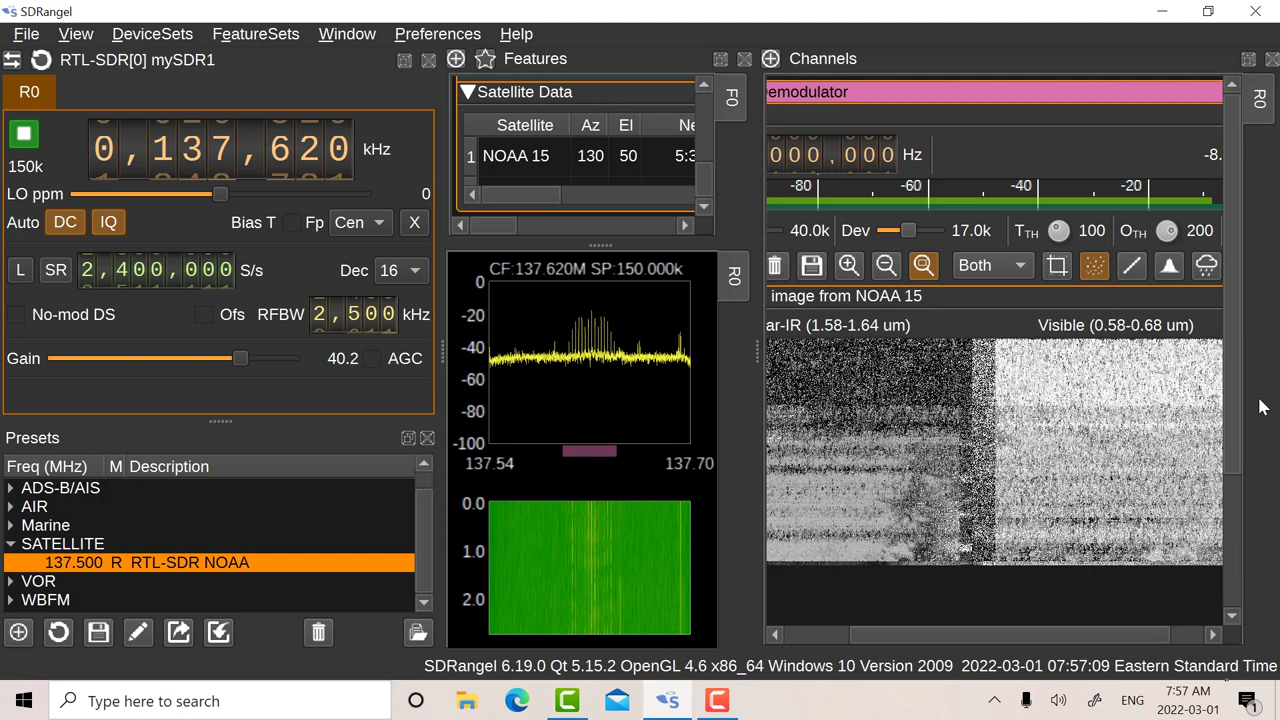 SDRangel
File View DeviceSets FeatureSets Window Preferences Help
RTL-SDR[0] mySDR1
R0
0,137,620 kHz
150k
LO ppm 0
Auto DC IQ Bias T Fp Cen X
L SR 2,400,000 S/s Dec 16
No-mod DS Ofs RFBW 2,500 kHz
Gain 40.2 AGC
Presets
Freq (MHz) M Description
ADS-B/AIS
AIR
Marine
SATELLITE
137.500 R RTL-SDR NOAA
VOR
WBFM
Features
F0
Satellite Data
Satellite Az El Ne
1 NOAA 15 130 50 5:3
R0
CF:137.620M SP:150.000k
0
-20
-40
-60
-80
-100
137.54 137.70
0.0
1.0
2.0
Channels
R0
emodulator
000,000 Hz -8.
-80 -60 -40 -20
40.0k Dev 17.0k TTH 100 OTH 200
Both
image from NOAA 15
ar-IR (1.58-1.64 um) Visible (0.58-0.68 um)
SDRangel 6.19.0 Qt 5.15.2 OpenGL 4.6 x86_64 Windows 10 Version 2009 2022-03-01 07:57:09 Eastern Standard Time
Type here to search
ENG
7:57 AM
2022-03-01
1